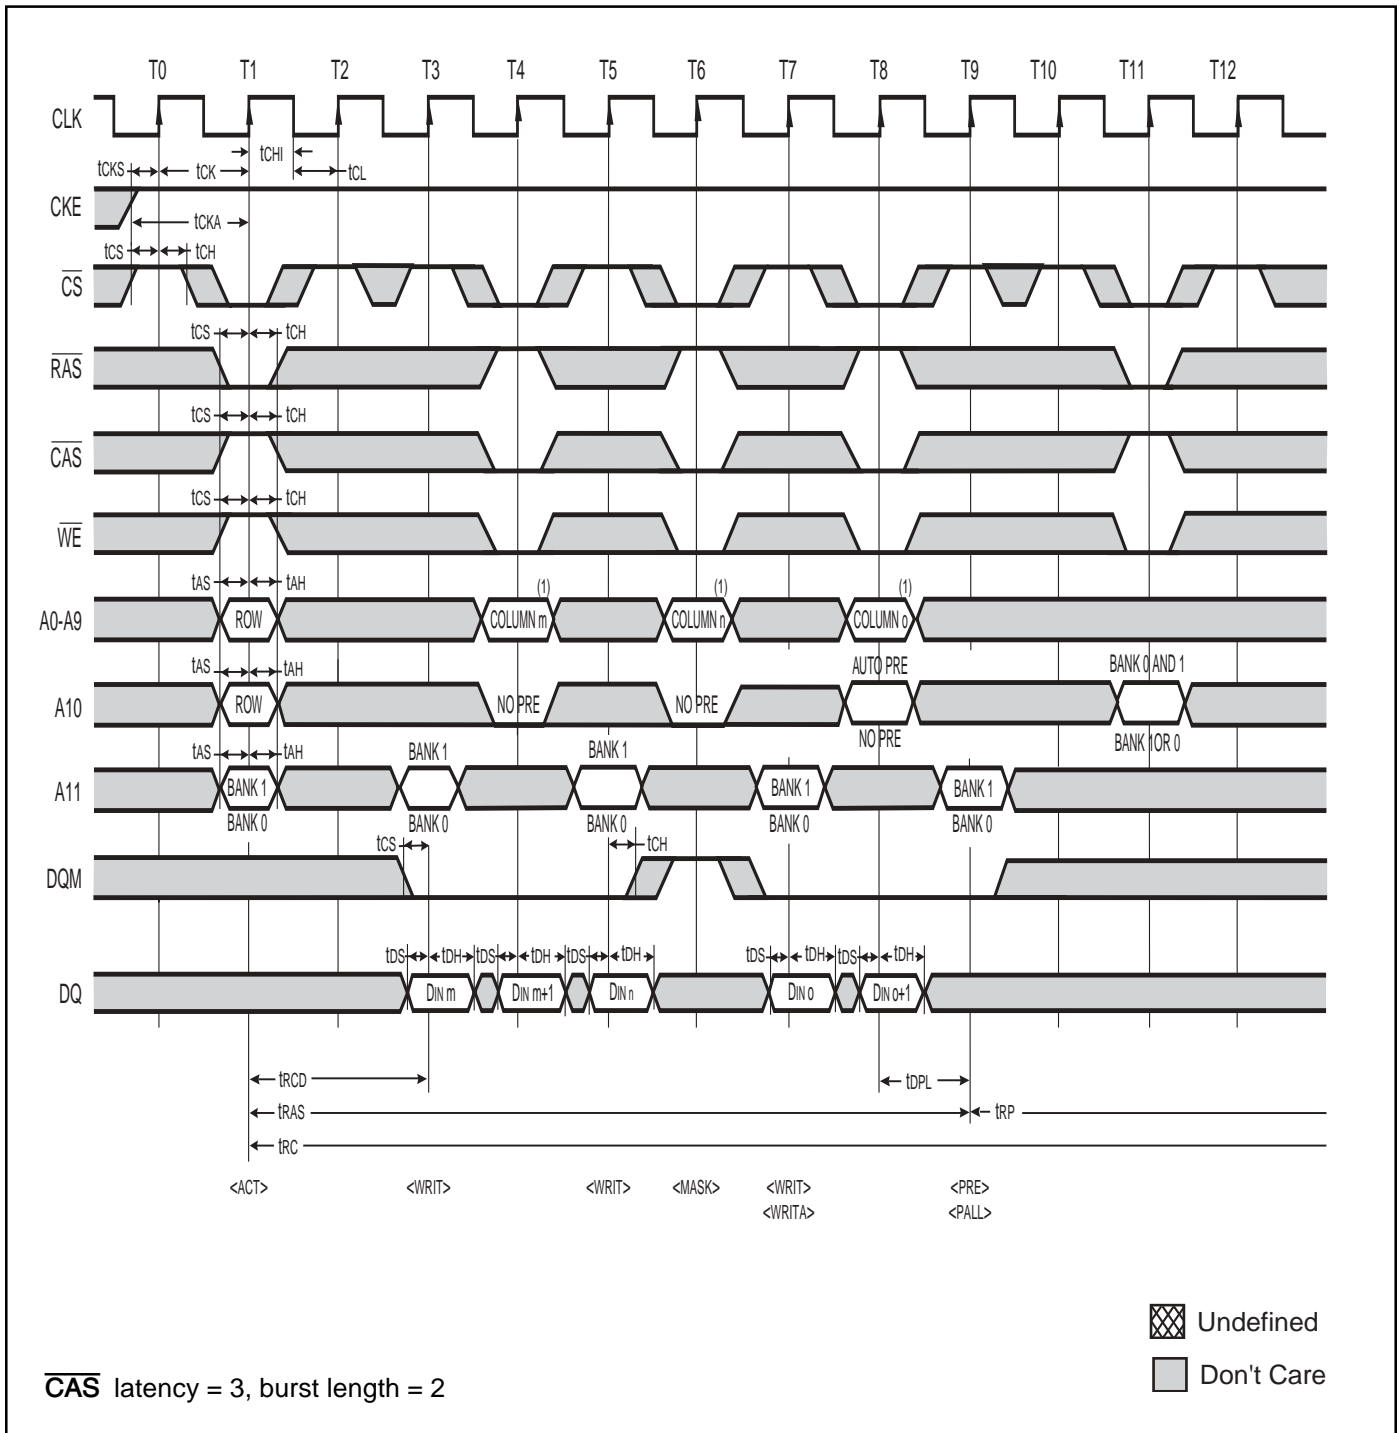 T0 T1 T2 T3 T4 T5 T6 T7 T8 T9 T10 T11 T12
CLK
tCHI
tCKS tCK tCL
CKE
tCKA
tCS tCH
CS
tCS tCH
RAS
tCS tCH
CAS
tCS tCH
WE
tAS tAH (1) (1) (1)
A0-A9 ROW COLUMN m COLUMN n COLUMN o
tAS tAH AUTO PRE BANK 0 AND 1
A10 ROW NO PRE NO PRE
NO PRE BANK 1 OR 0
tAS tAH BANK 1 BANK 1
A11 BANK 1 BANK 1 BANK 1
BANK 0 BANK 0 BANK 0 BANK 0 BANK 0
tCS tCH
DQM
tDS tDH tDS tDH tDS tDH tDS tDH tDS tDH
DQ DIN m DIN m+1 DIN n DIN o DIN o+1
tRCD tDPL
tRAS tRP
tRC
<ACT> <WRIT> <WRIT> <MASK> <WRIT> <PRE>
<WRITA> <PALL>
Undefined
Don't Care
CAS latency = 3, burst length = 2